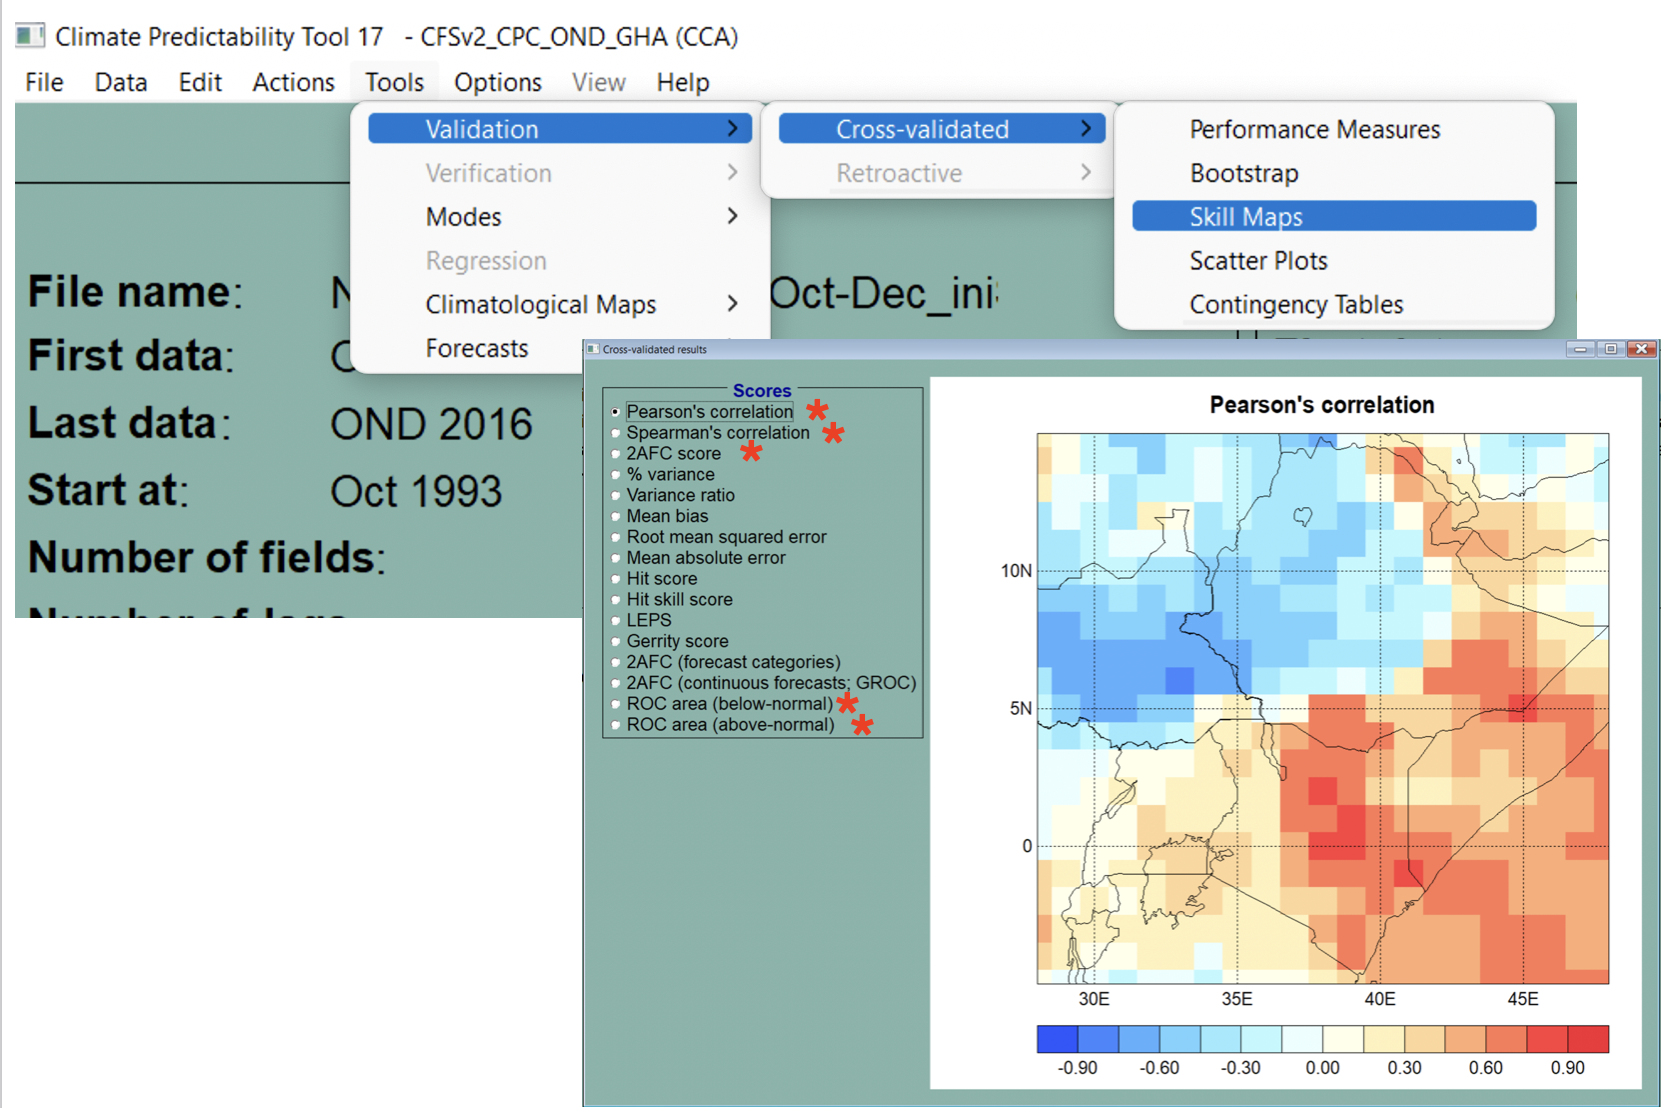 Climate Predictability Tool 17 - CFSv2_CPC_OND_GHA (CCA)
File Data Edit Actions Tools Options View Help
Validation
Verification
Modes
Regression
Climatological Maps
Forecasts
Cross-validated
Retroactive
Performance Measures
Bootstrap
Skill Maps
Scatter Plots
Contingency Tables
File name:
Oct-Dec_ini
First data:
Last data: OND 2016
Start at: Oct 1993
Number of fields:
Cross-validated results
Scores
Pearson's correlation
Spearman's correlation
2AFC score
% variance
Variance ratio
Mean bias
Root mean squared error
Mean absolute error
Hit score
Hit skill score
LEPS
Gerrity score
2AFC (forecast categories)
2AFC (continuous forecasts; GROC)
ROC area (below-normal)
ROC area (above-normal)
Pearson's correlation
10N
5N
0
30E 35E 40E 45E
-0.90 -0.60 -0.30 0.00 0.30 0.60 0.90